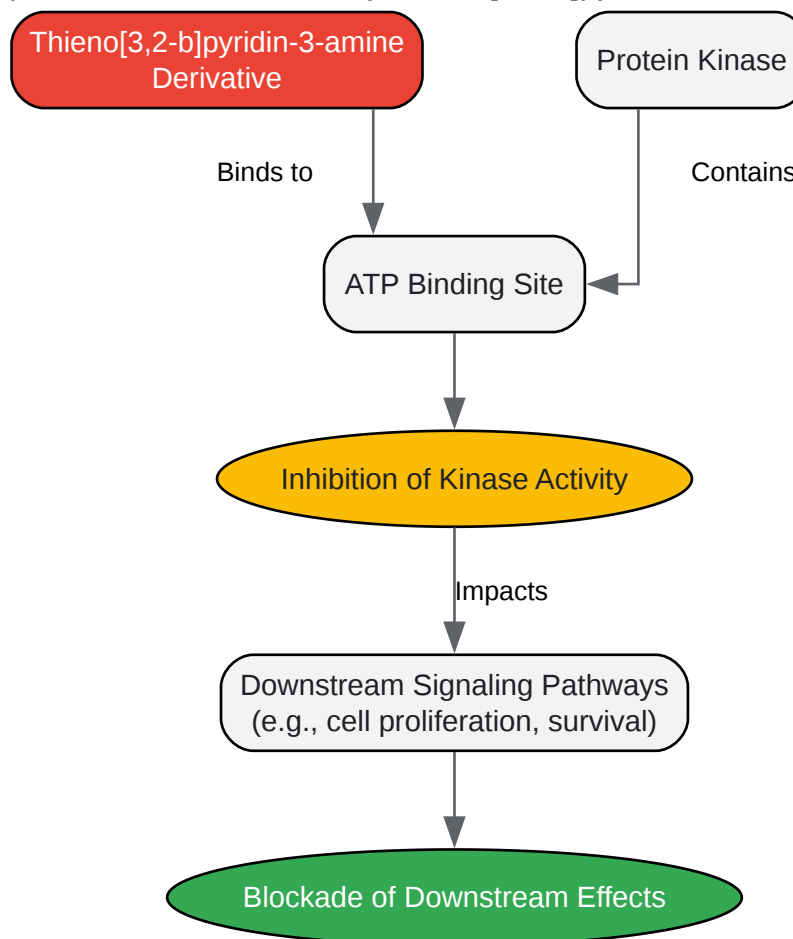 Thieno[3,2-b]pyridin-3-amine
Derivative
Protein Kinase
Binds to
Contains
ATP Binding Site
Inhibition of Kinase Activity
Impacts
Downstream Signaling Pathways
(e.g., cell proliferation, survival)
Blockade of Downstream Effects